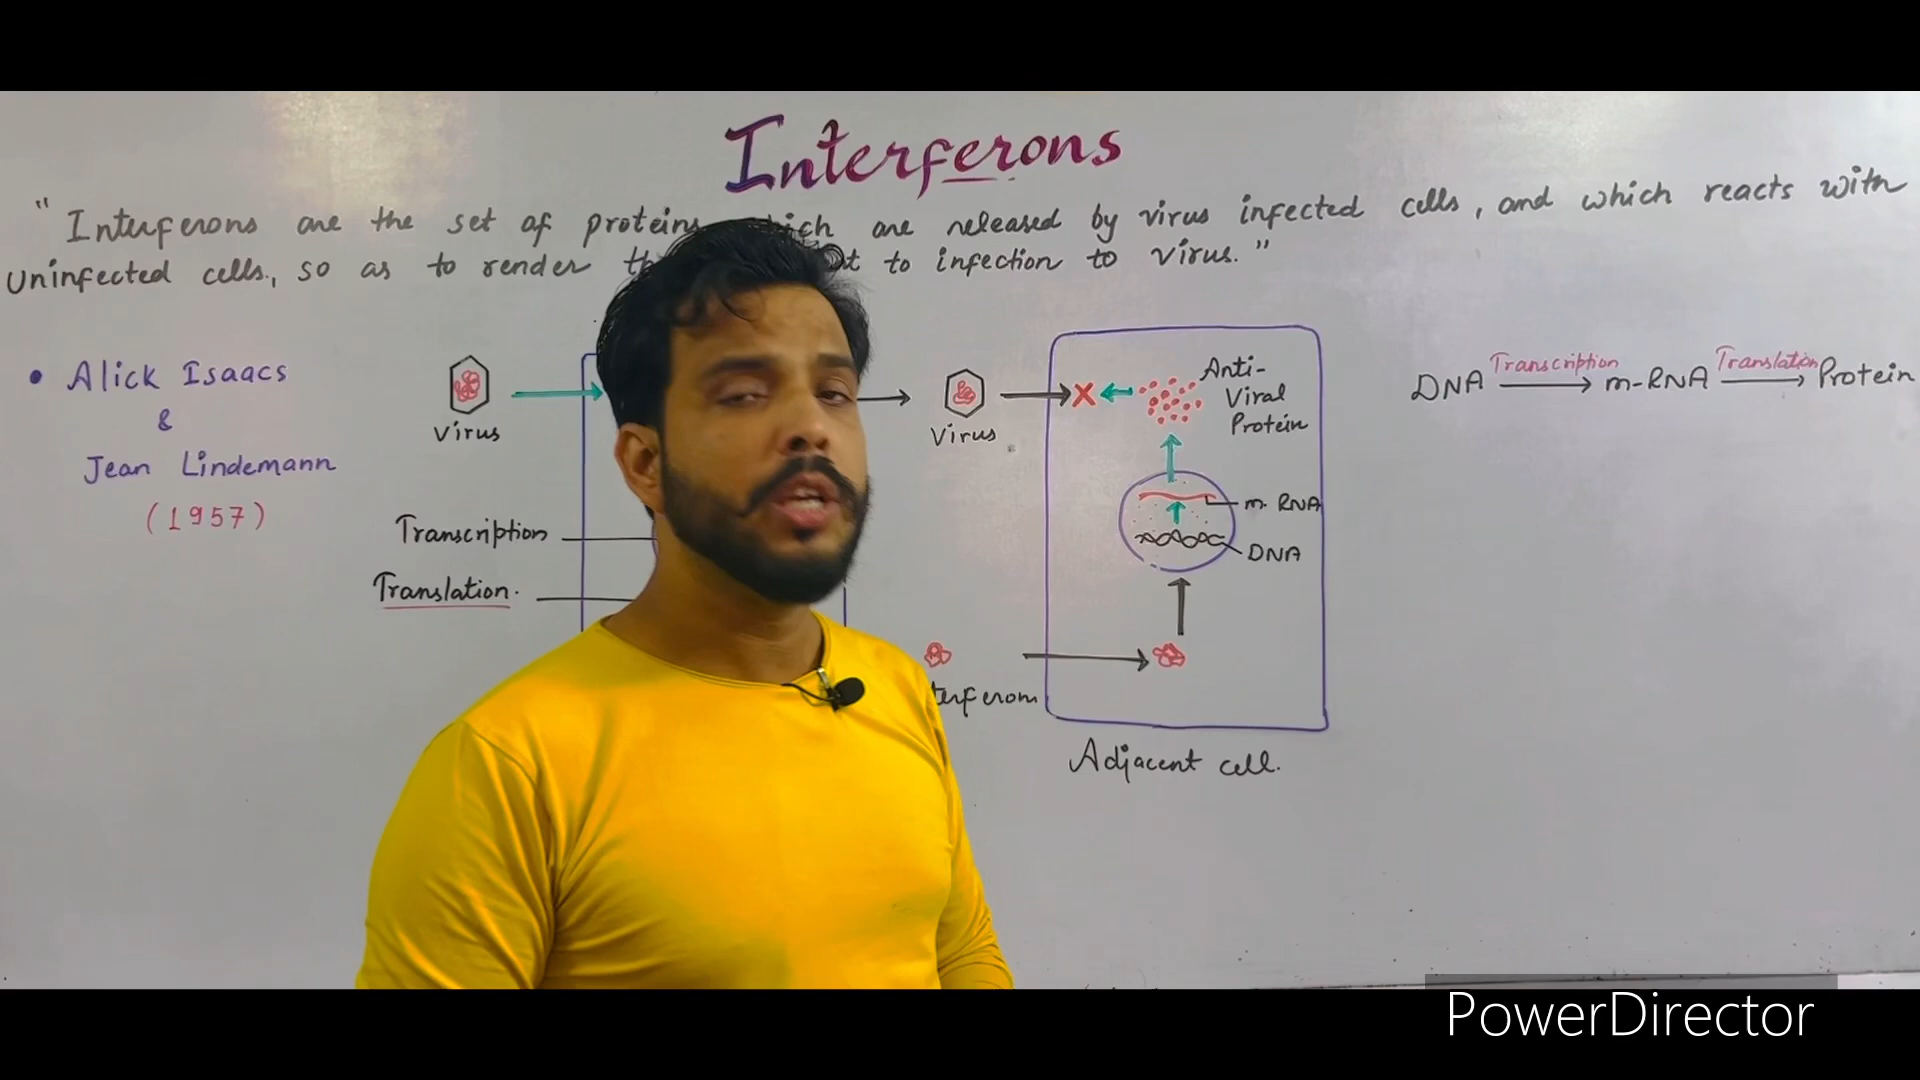 Interferons
" Interferons are the set of proteins which are released by virus infected cells, and which reacts with
Uninfected cells, so as to render to infection to virus."
• Alick Isaacs
&
Jean Lindemann
(1957)
Virus
Transcription
Translation.
Virus
Anti-
Viral
Protein
m.RNA
DNA
terferom
Adjacent cell.
DNA Transcription m-RNA Translation Protein
PowerDirector